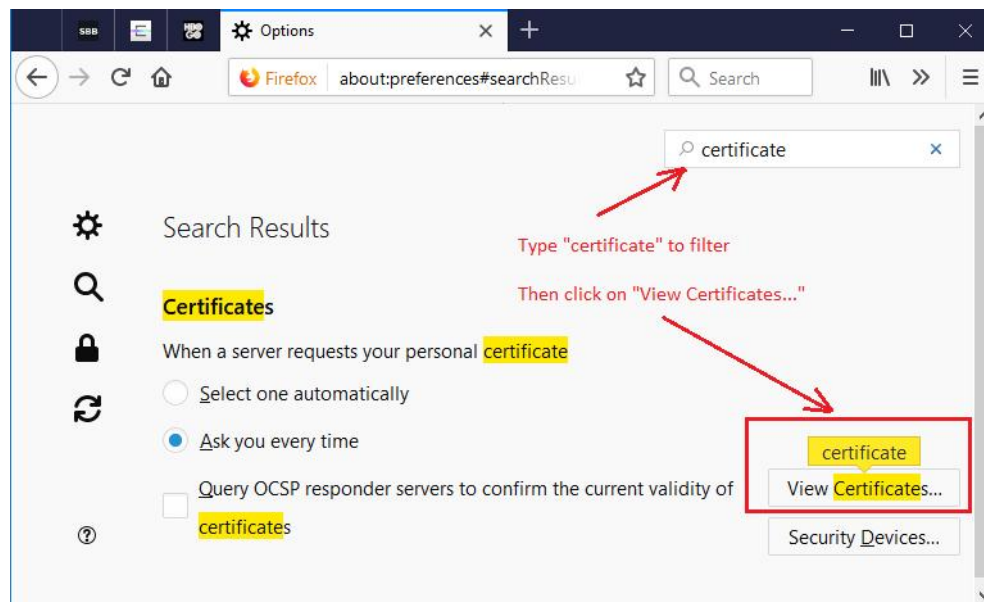 SBB
HBO GO
Options
Firefox about:preferences#searchResu
Search
certificate
Search Results
Type "certificate" to filter
Then click on "View Certificates..."
Certificates
When a server requests your personal certificate
Select one automatically
Ask you every time
certificate
Query OCSP responder servers to confirm the current validity of
certificates
View Certificates...
Security Devices...